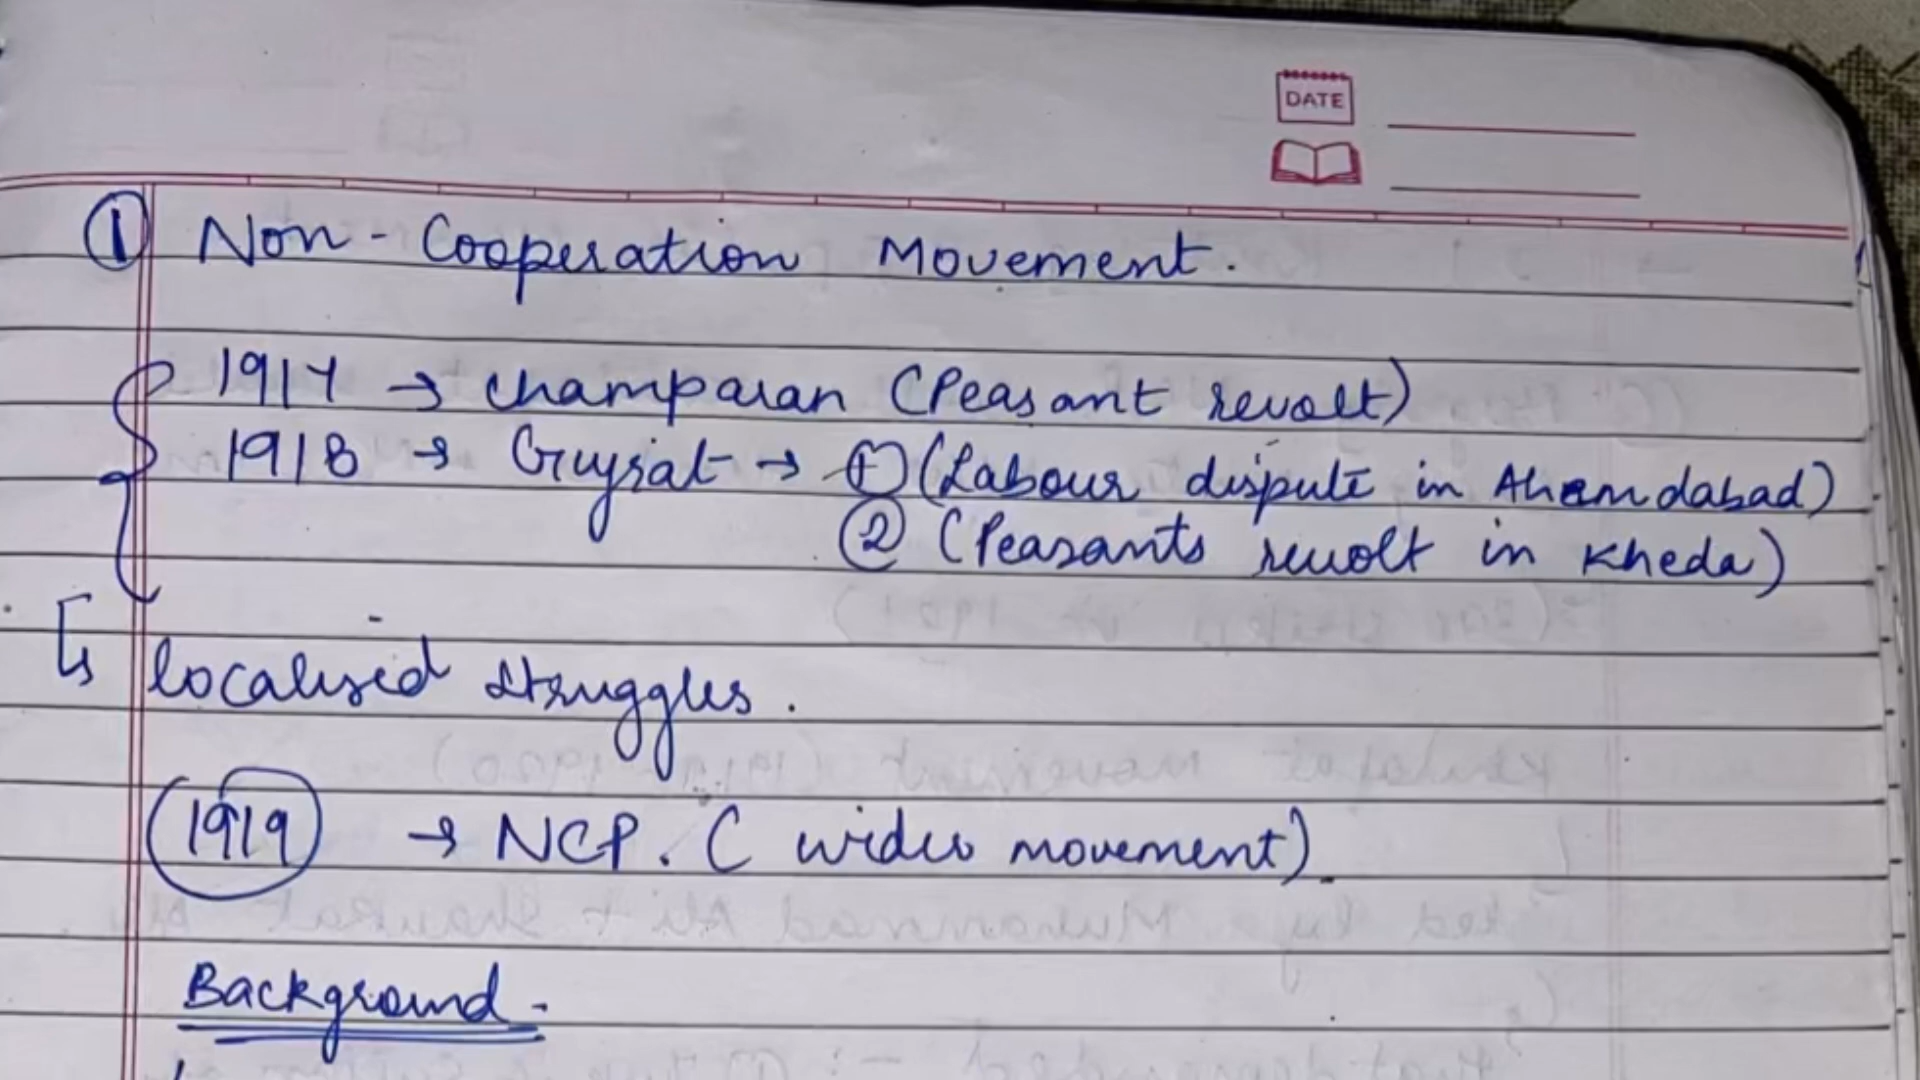 DATE
① Non-Cooperation Movement.
1917 → Champaran (Peasant revolt)
1918 → Gujrat → ① (Labour dispute in Ahemdabad)
② (Peasants revolt in Kheda)
↳ localised struggles.
1919 → NCP. ( wider movement)
Background -